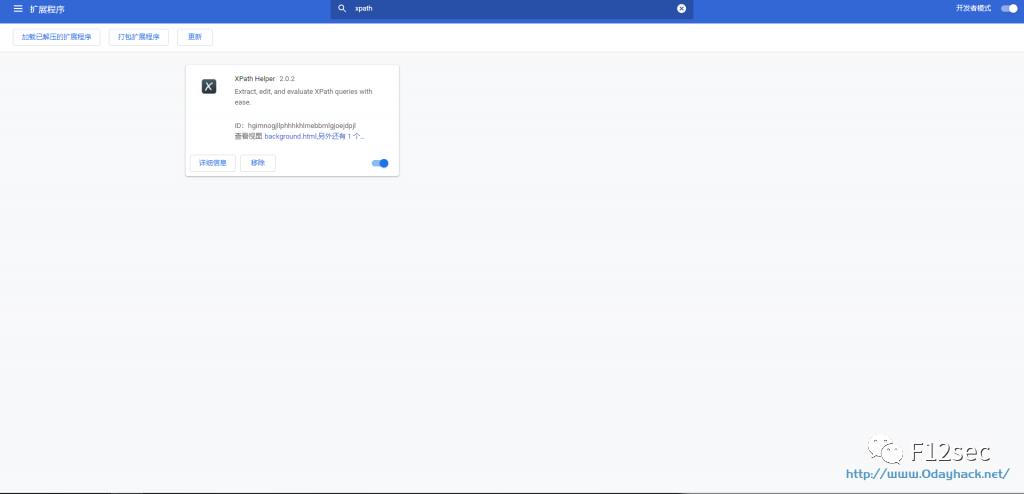 扩展程序
xpath
开发者模式
加载已解压的扩展程序
打包扩展程序
更新
XPath Helper 2.0.2
Extract, edit, and evaluate XPath queries with
ease.
ID: hgimnogjllphhhkhlmebbmlgjoejdpjl
查看视图 background.html,另外还有 1 个...
详细信息
移除
F12sec
http://www.0dayhack.net/